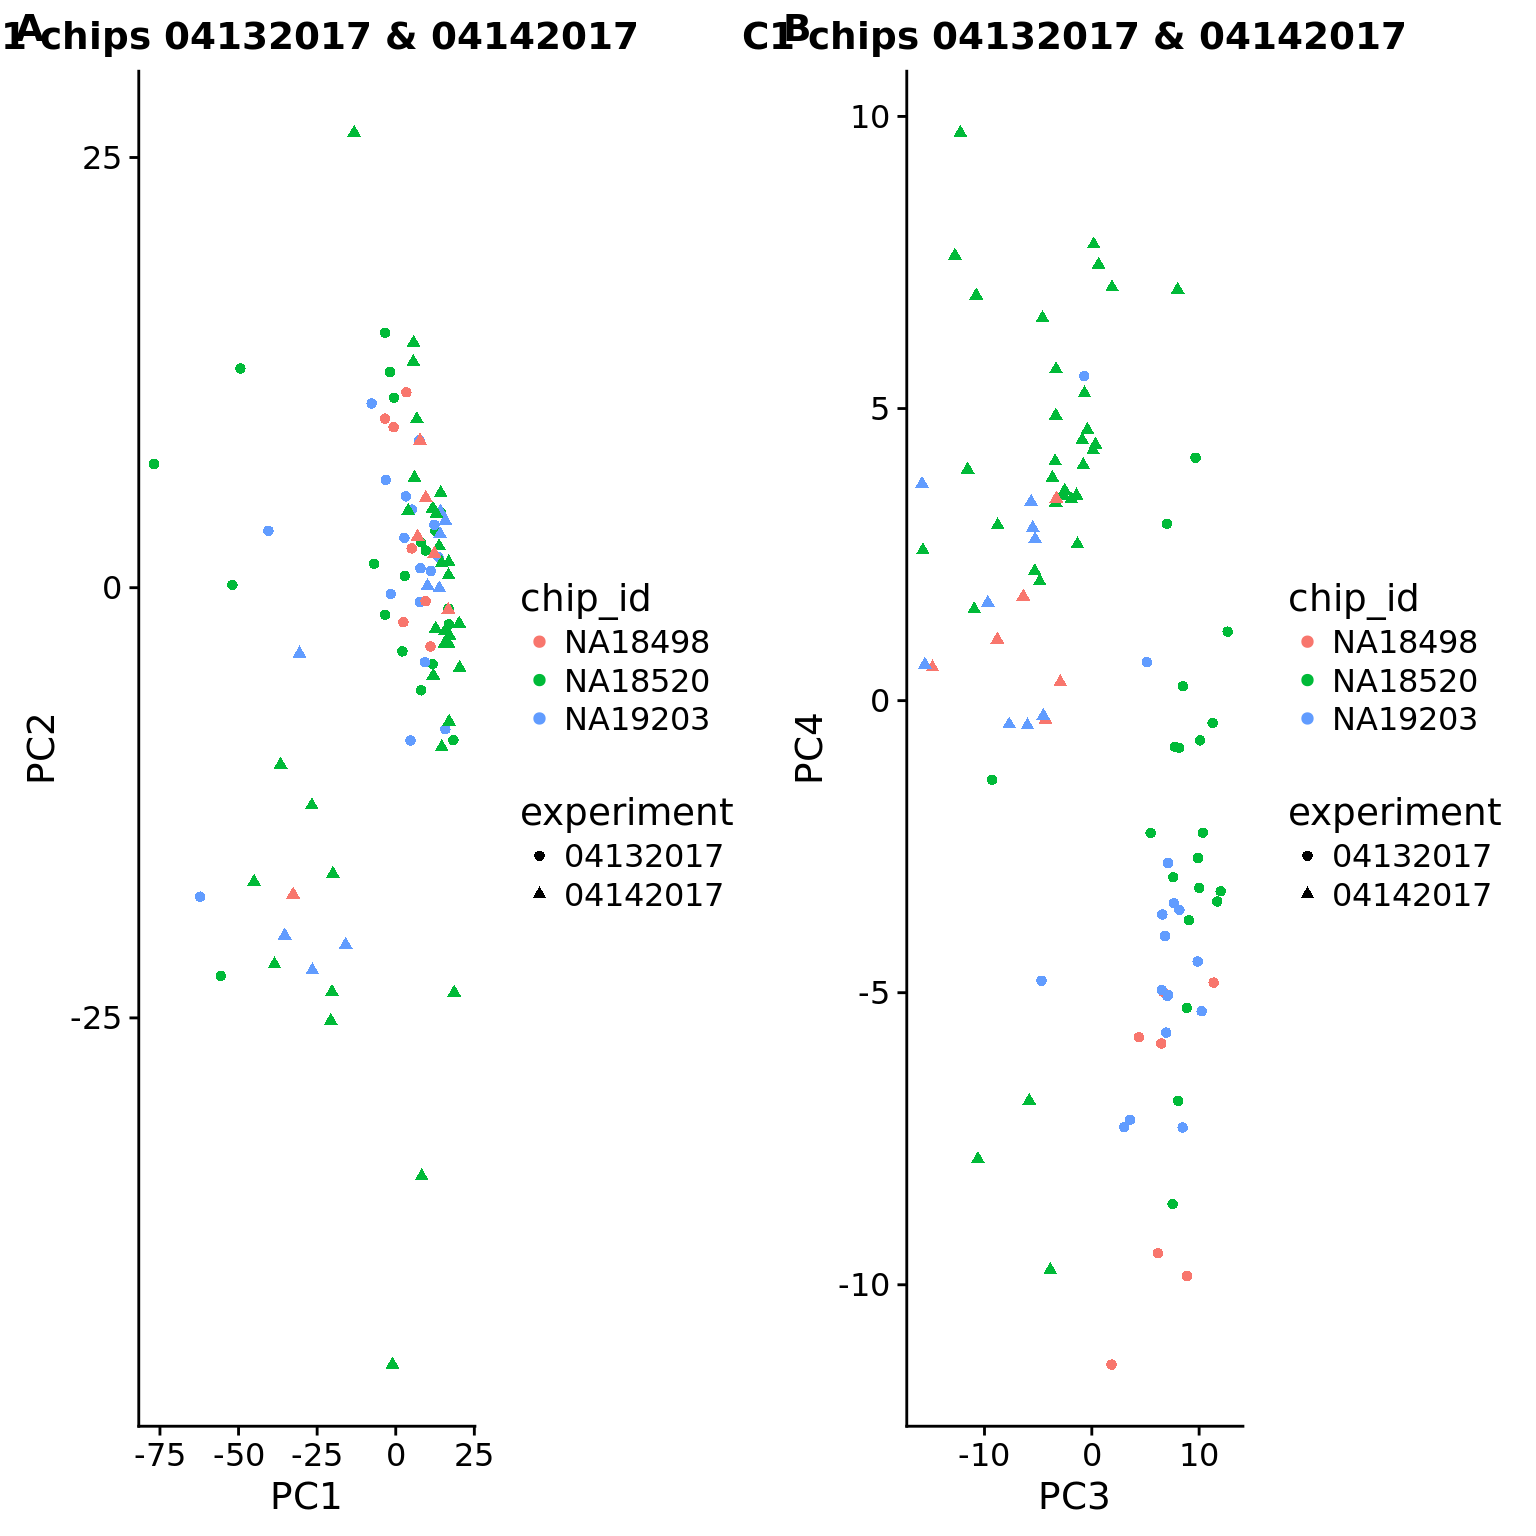 A
1 chips 04132017 & 04142017
25
0
-25
PC2
-75 -50 -25 0 25
PC1
chip_id
NA18498
NA18520
NA19203
experiment
04132017
04142017
B
C1 chips 04132017 & 04142017
10
5
0
-5
-10
PC4
-10 0 10
PC3
chip_id
NA18498
NA18520
NA19203
experiment
04132017
04142017